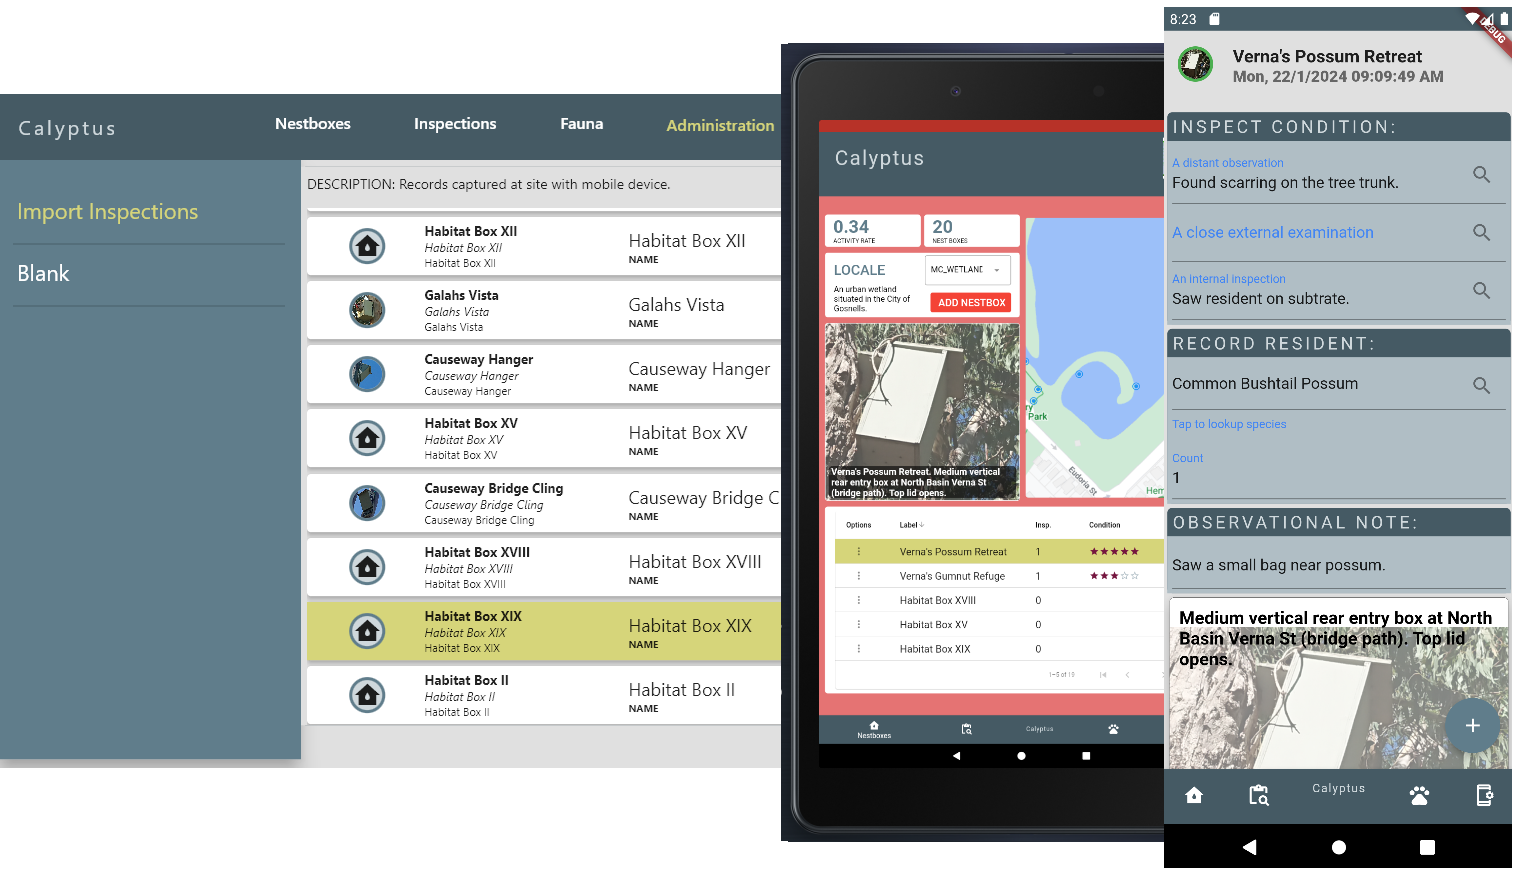 Calyptus
Nestboxes
Inspections
Fauna
Administration
Import Inspections
Blank
DESCRIPTION: Records captured at site with mobile device.
Habitat Box XII
Habitat Box XII
Habitat Box XII
Habitat Box XII
NAME
Galahs Vista
Galahs Vista
Galahs Vista
Galahs Vista
NAME
Causeway Hanger
Causeway Hanger
Causeway Hanger
Causeway Hanger
NAME
Habitat Box XV
Habitat Box XV
Habitat Box XV
Habitat Box XV
NAME
Causeway Bridge Cling
Causeway Bridge Cling
Causeway Bridge Cling
Causeway Bridge C
NAME
Habitat Box XVIII
Habitat Box XVIII
Habitat Box XVIII
Habitat Box XVIII
NAME
Habitat Box XIX
Habitat Box XIX
Habitat Box XIX
Habitat Box XIX
NAME
Habitat Box II
Habitat Box II
Habitat Box II
Habitat Box II
NAME
Calyptus
0.34
ACTIVITY RATE
20
NEST BOXES
LOCALE
MC_WETLAND
An urban wetland
situated in the City of
Gosnells.
ADD NESTBOX
Verna's Possum Retreat. Medium vertical
rear entry box at North Basin Verna St
(bridge path). Top lid opens.
ry
Park
Eudoria St
Her
Options Label Insp. Condition
Verna's Possum Retreat 1 ★★★★★
Verna's Gumnut Refuge 1 ★★★☆☆
Habitat Box XVIII 0
Habitat Box XV 0
Habitat Box XIX 0
1–5 of 19
Nestboxes
Calyptus
8:23
DEBUG
Verna's Possum Retreat
Mon, 22/1/2024 09:09:49 AM
INSPECT CONDITION:
A distant observation
Found scarring on the tree trunk.
A close external examination
An internal inspection
Saw resident on subtrate.
RECORD RESIDENT:
Common Bushtail Possum
Tap to lookup species
Count
1
OBSERVATIONAL NOTE:
Saw a small bag near possum.
Medium vertical rear entry box at North
Basin Verna St (bridge path). Top lid
opens.
Calyptus